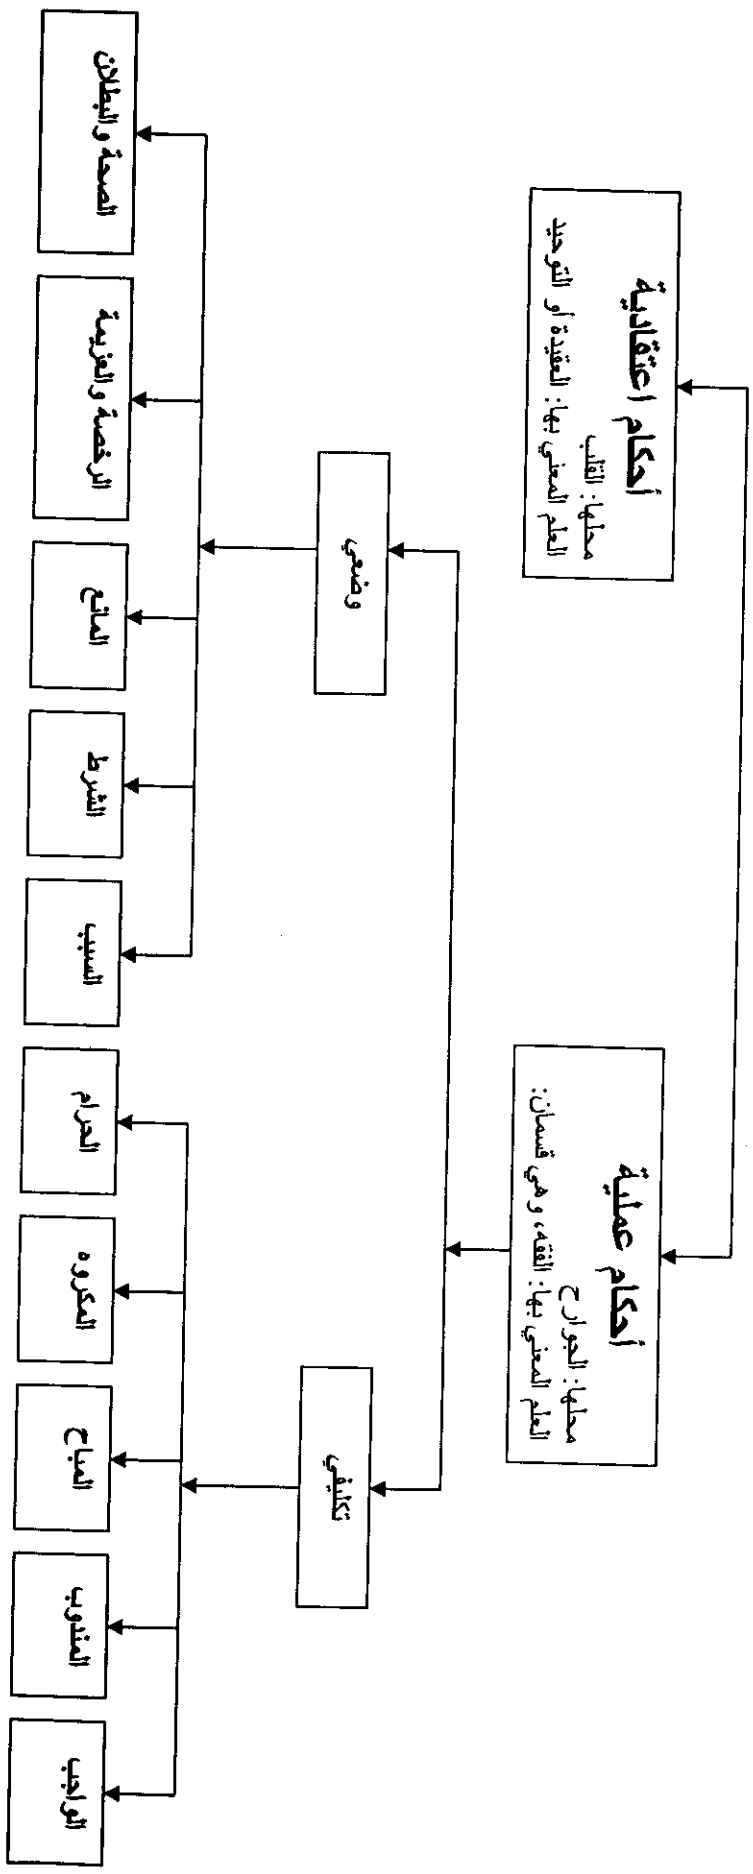 أحكام عملية
محلها: الجوارح
العلم المعني بها: الفقه، وهي قسمان:
أحكام اعتقادية
محلها: القلب
العلم المعني بها: العقيدة أو التوحيد
تكليفي
وضعي
الواجب
المندوب
المباح
المكروه
الحرام
السبب
الشرط
المانع
الرخصة والعزيمة
الصحة والبطلان